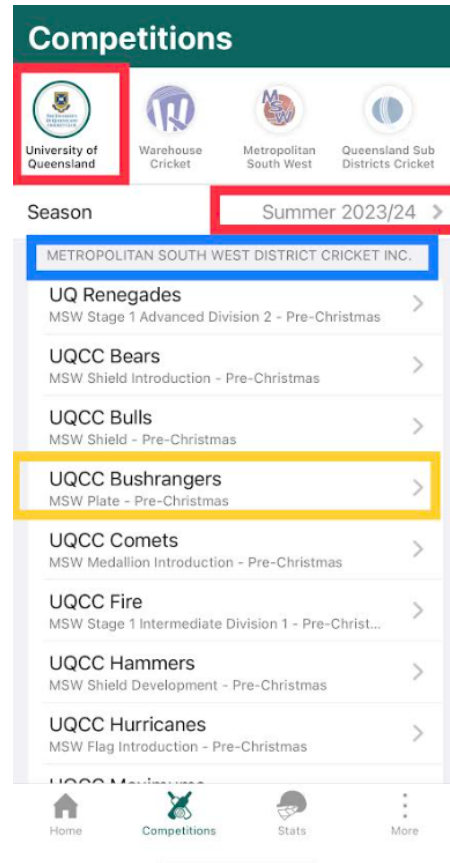 Competitions
University of
Queensland
Warehouse
Cricket
Metropolitan
South West
Queensland Sub
Districts Cricket
Season
Summer 2023/24
METROPOLITAN SOUTH WEST DISTRICT CRICKET INC.
UQ Renegades
MSW Stage 1 Advanced Division 2 - Pre-Christmas
UQCC Bears
MSW Shield Introduction - Pre-Christmas
UQCC Bulls
MSW Shield - Pre-Christmas
UQCC Bushrangers
MSW Plate - Pre-Christmas
UQCC Comets
MSW Medallion Introduction - Pre-Christmas
UQCC Fire
MSW Stage 1 Intermediate Division 1 - Pre-Christ...
UQCC Hammers
MSW Shield Development - Pre-Christmas
UQCC Hurricanes
MSW Flag Introduction - Pre-Christmas
Home
Competitions
Stats
More